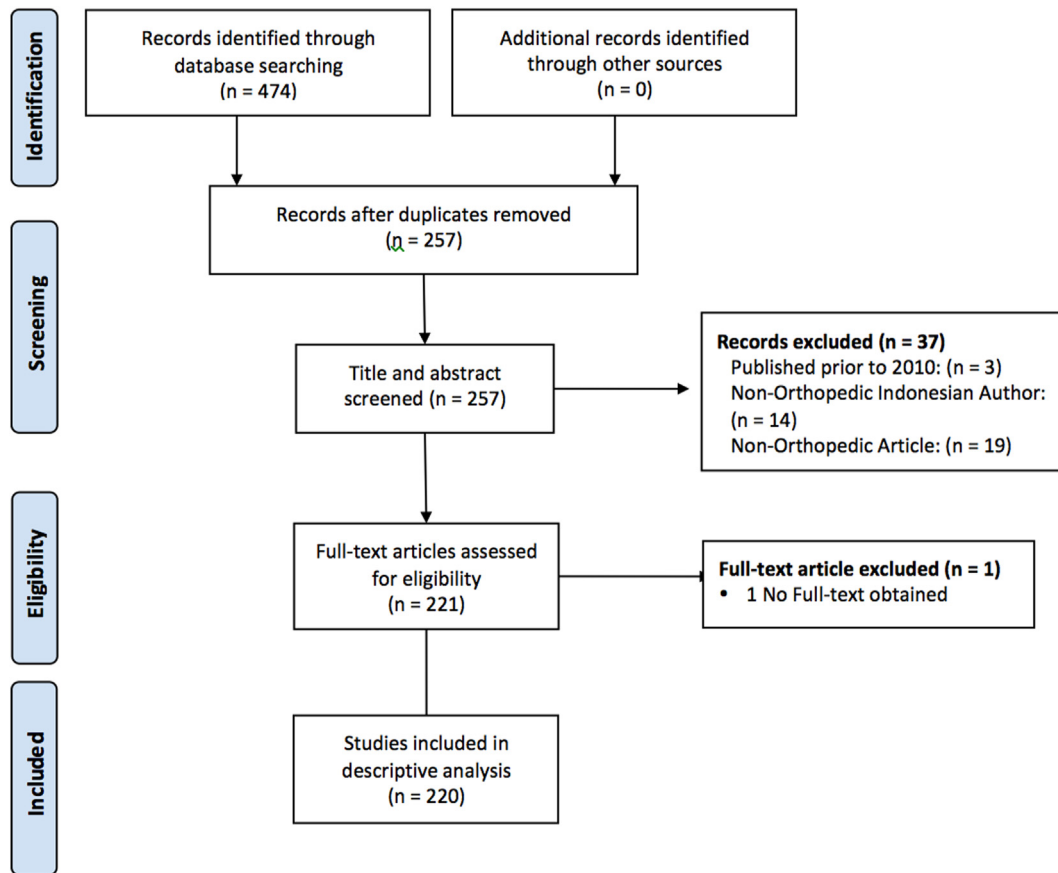 Identification
Records identified through
database searching
(n = 474)
Additional records identified
through other sources
(n = 0)
Records after duplicates removed
(n = 257)
Screening
Title and abstract
screened (n = 257)
Records excluded (n = 37)
Published prior to 2010: (n = 3)
Non-Orthopedic Indonesian Author:
(n = 14)
Non-Orthopedic Article: (n = 19)
Eligibility
Full-text articles assessed
for eligibility
(n = 221)
Full-text article excluded (n = 1)
• 1 No Full-text obtained
Included
Studies included in
descriptive analysis
(n = 220)